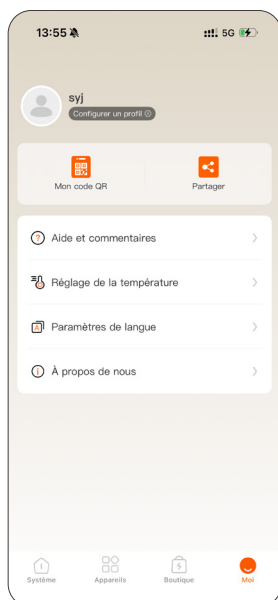 13:55
5G
syj
Configurer un profil
Mon code QR
Partager
Aide et commentaires
Réglage de la température
Paramètres de langue
À propos de nous
Système
Appareils
Boutique
Moi